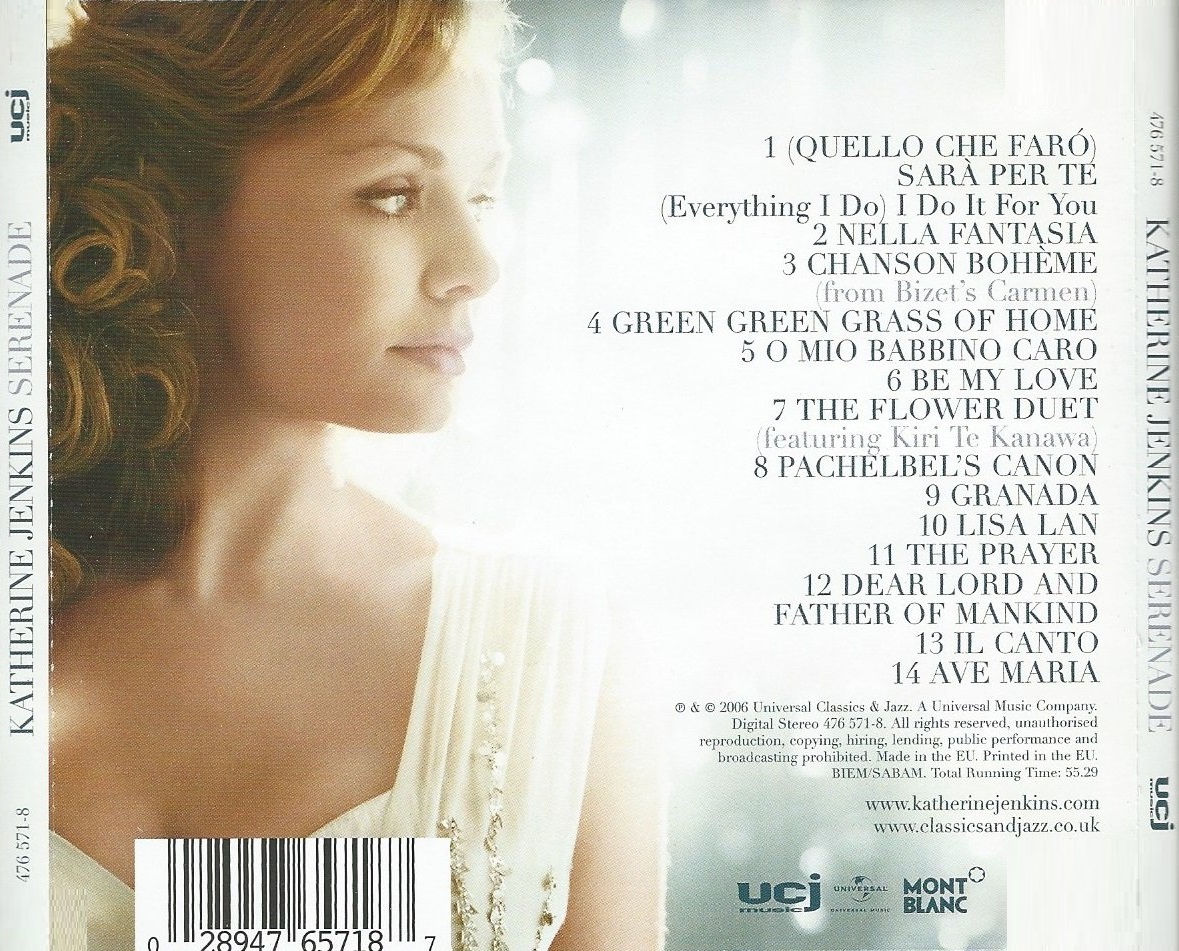 ucj
music
KATHERINE JENKINS SERENADE
476 571-8
1 (QUELLO CHE FARÓ)
SARÀ PER TE
(Everything I Do) I Do It For You
2 NELLA FANTASIA
3 CHANSON BOHÈME
(from Bizet's Carmen)
4 GREEN GREEN GRASS OF HOME
5 O MIO BABBINO CARO
6 BE MY LOVE
7 THE FLOWER DUET
(featuring Kiri Te Kanawa)
8 PACHELBEL'S CANON
9 GRANADA
10 LISA LAN
11 THE PRAYER
12 DEAR LORD AND
FATHER OF MANKIND
13 IL CANTO
14 AVE MARIA
℗ & © 2006 Universal Classics & Jazz. A Universal Music Company.
Digital Stereo 476 571-8. All rights reserved, unauthorised
reproduction, copying, hiring, lending, public performance and
broadcasting prohibited. Made in the EU. Printed in the EU.
BIEM/SABAM. Total Running Time: 55.29
www.katherinejenkins.com
www.classicsandjazz.co.uk
ucj
music
UNIVERSAL
UNIVERSAL MUSIC
MONT
BLANC
0 28947 65718 7
476 571-8
KATHERINE JENKINS SERENADE
ucj
music